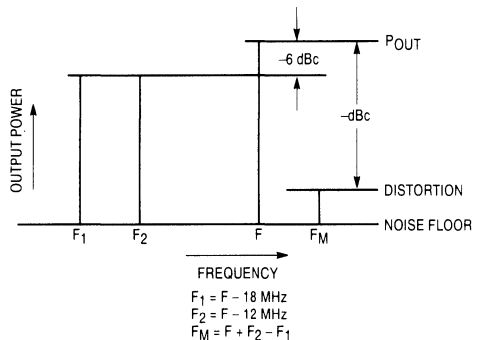 POUT
–6 dBc
–dBc
OUTPUT POWER
DISTORTION
NOISE FLOOR
F1 F2 F FM
FREQUENCY
F1 = F – 18 MHz
F2 = F – 12 MHz
FM = F + F2 – F1